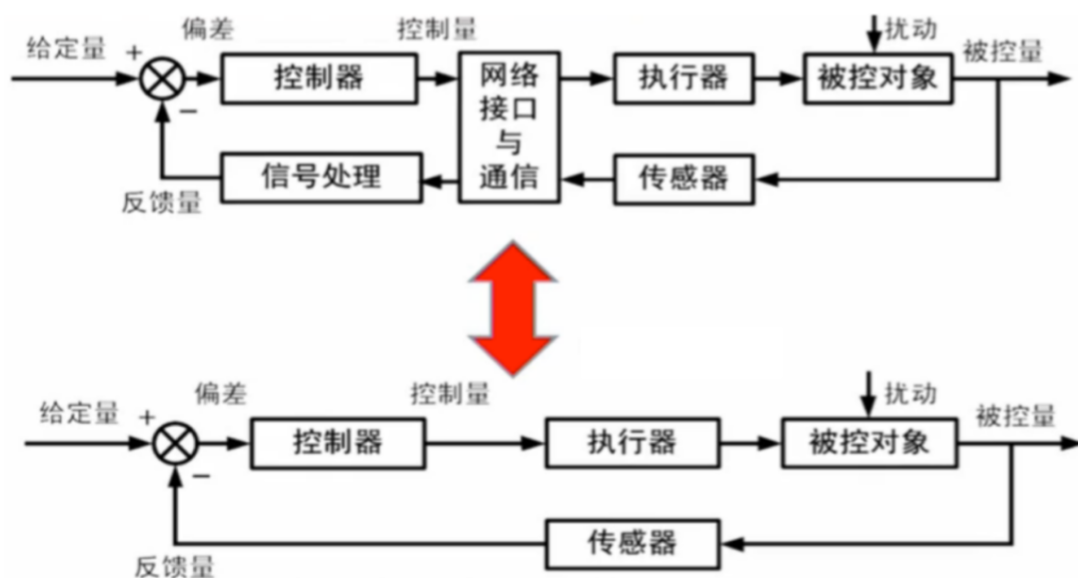 偏差
控制量
扰动
给定量
+
控制器
网络
接口
与
通信
执行器
被控对象
被控量
−
信号处理
传感器
反馈量
偏差
控制量
扰动
给定量
+
控制器
执行器
被控对象
被控量
−
传感器
反馈量